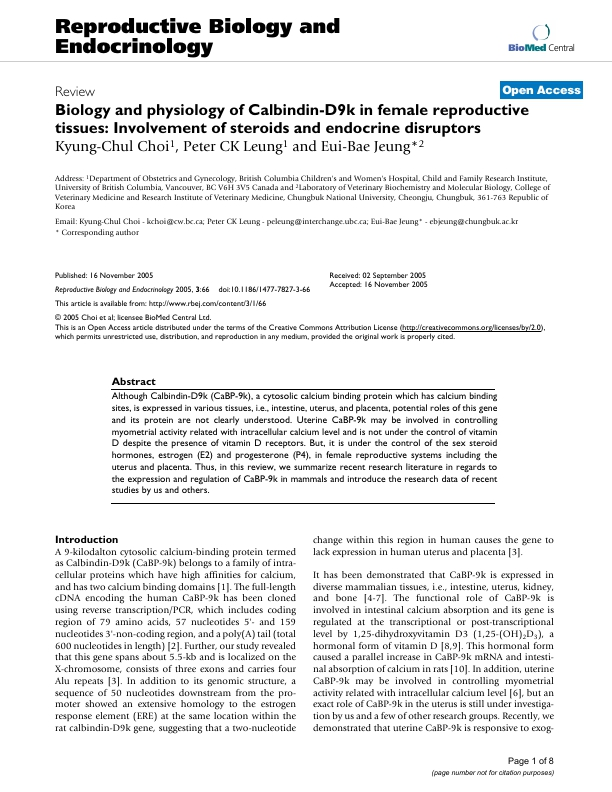 Reproductive Biology and
Endocrinology
BioMed Central
Review
Open Access
Biology and physiology of Calbindin-D9k in female reproductive
tissues: Involvement of steroids and endocrine disruptors
Kyung-Chul Choi1, Peter CK Leung1 and Eui-Bae Jeung*2
Address: 1Department of Obstetrics and Gynecology, British Columbia Children's and Women's Hospital, Child and Family Research Institute,
University of British Columbia, Vancouver, BC V6H 3V5 Canada and 2Laboratory of Veterinary Biochemistry and Molecular Biology, College of
Veterinary Medicine and Research Institute of Veterinary Medicine, Chungbuk National University, Cheongju, Chungbuk, 361-763 Republic of
Korea
Email: Kyung-Chul Choi - kchoi@cw.bc.ca; Peter CK Leung - peleung@interchange.ubc.ca; Eui-Bae Jeung* - ebjeung@chungbuk.ac.kr
* Corresponding author
Published: 16 November 2005
Reproductive Biology and Endocrinology 2005, 3:66 doi:10.1186/1477-7827-3-66
This article is available from: http://www.rbej.com/content/3/1/66
Received: 02 September 2005
Accepted: 16 November 2005
© 2005 Choi et al; licensee BioMed Central Ltd.
This is an Open Access article distributed under the terms of the Creative Commons Attribution License (http://creativecommons.org/licenses/by/2.0),
which permits unrestricted use, distribution, and reproduction in any medium, provided the original work is properly cited.
Abstract
Although Calbindin-D9k (CaBP-9k), a cytosolic calcium binding protein which has calcium binding
sites, is expressed in various tissues, i.e., intestine, uterus, and placenta, potential roles of this gene
and its protein are not clearly understood. Uterine CaBP-9k may be involved in controlling
myometrial activity related with intracellular calcium level and is not under the control of vitamin
D despite the presence of vitamin D receptors. But, it is under the control of the sex steroid
hormones, estrogen (E2) and progesterone (P4), in female reproductive systems including the
uterus and placenta. Thus, in this review, we summarize recent research literature in regards to
the expression and regulation of CaBP-9k in mammals and introduce the research data of recent
studies by us and others.
Introduction
A 9-kilodalton cytosolic calcium-binding protein termed
as Calbindin-D9k (CaBP-9k) belongs to a family of intra-
cellular proteins which have high affinities for calcium,
and has two calcium binding domains [1]. The full-length
cDNA encoding the human CaBP-9k has been cloned
using reverse transcription/PCR, which includes coding
region of 79 amino acids, 57 nucleotides 5'- and 159
nucleotides 3'-non-coding region, and a poly(A) tail (total
600 nucleotides in length) [2]. Further, our study revealed
that this gene spans about 5.5-kb and is localized on the
X-chromosome, consists of three exons and carries four
Alu repeats [3]. In addition to its genomic structure, a
sequence of 50 nucleotides downstream from the pro-
moter showed an extensive homology to the estrogen
response element (ERE) at the same location within the
rat calbindin-D9k gene, suggesting that a two-nucleotide
change within this region in human causes the gene to
lack expression in human uterus and placenta [3].
It has been demonstrated that CaBP-9k is expressed in
diverse mammalian tissues, i.e., intestine, uterus, kidney,
and bone [4-7]. The functional role of CaBP-9k is
involved in intestinal calcium absorption and its gene is
regulated at the transcriptional or post-transcriptional
level by 1,25-dihydroxyvitamin D3 (1,25-(OH)2D3), a
hormonal form of vitamin D [8,9]. This hormonal form
caused a parallel increase in CaBP-9k mRNA and intesti-
nal absorption of calcium in rats [10]. In addition, uterine
CaBP-9k may be involved in controlling myometrial
activity related with intracellular calcium level [6], but an
exact role of CaBP-9k in the uterus is still under investiga-
tion by us and a few of other research groups. Recently, we
demonstrated that uterine CaBP-9k is responsive to exog-
Page 1 of 8
(page number not for citation purposes)